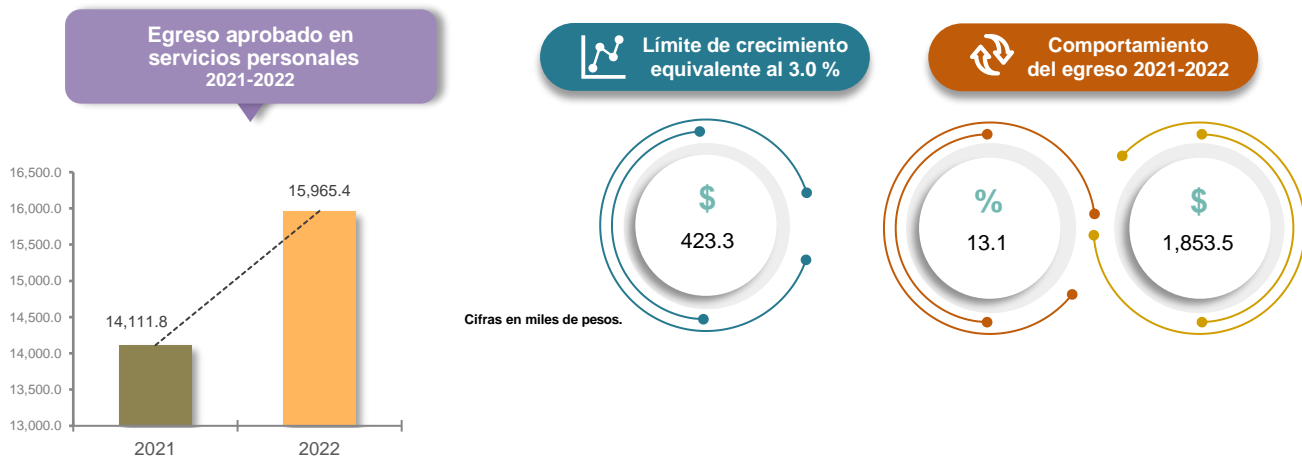 Egreso aprobado en
servicios personales
2021-2022
Límite de crecimiento
equivalente al 3.0 %
Comportamiento
del egreso 2021-2022
16,500.0
16,000.0
15,500.0
15,000.0
14,500.0
14,000.0
13,500.0
13,000.0
14,111.8
15,965.4
2021
2022
$
423.3
%
13.1
$
1,853.5
Cifras en miles de pesos.